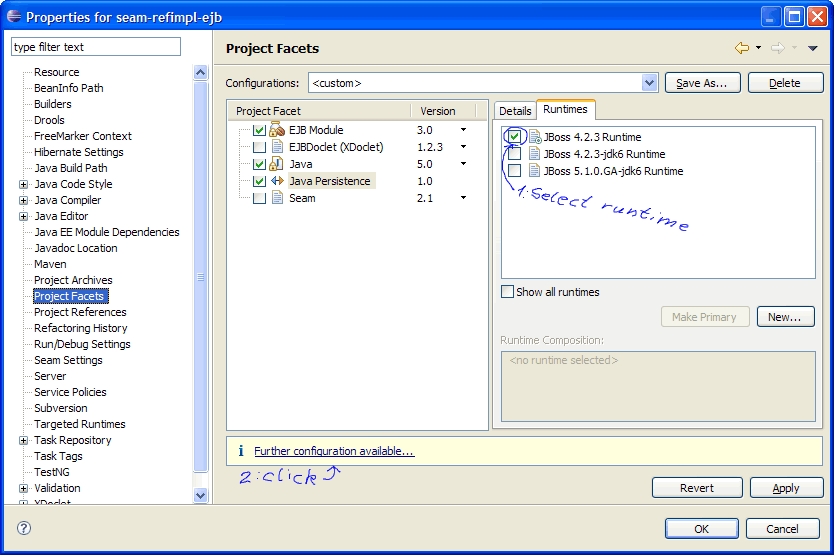 Properties for seam-refimpl-ejb
type filter text
Resource
BeanInfo Path
Builders
Drools
FreeMarker Context
Hibernate Settings
Java Build Path
Java Code Style
Java Compiler
Java Editor
Java EE Module Dependencies
Javadoc Location
Maven
Project Archives
Project Facets
Project References
Refactoring History
Run/Debug Settings
Seam Settings
Server
Service Policies
Subversion
Targeted Runtimes
Task Repository
Task Tags
TestNG
Validation
XDoclet
Project Facets
Configurations: <custom> Save As... Delete
Project Facet Version
EJB Module 3.0
EJBDoclet (XDoclet) 1.2.3
Java 5.0
Java Persistence 1.0
Seam 2.1
Details Runtimes
JBoss 4.2.3 Runtime
JBoss 4.2.3-jdk6 Runtime
JBoss 5.1.0.GA-jdk6 Runtime
1: Select runtime
Show all runtimes
Make Primary New...
Runtime Composition:
<no runtime selected>
i Further configuration available...
2: click
Revert Apply
? OK Cancel